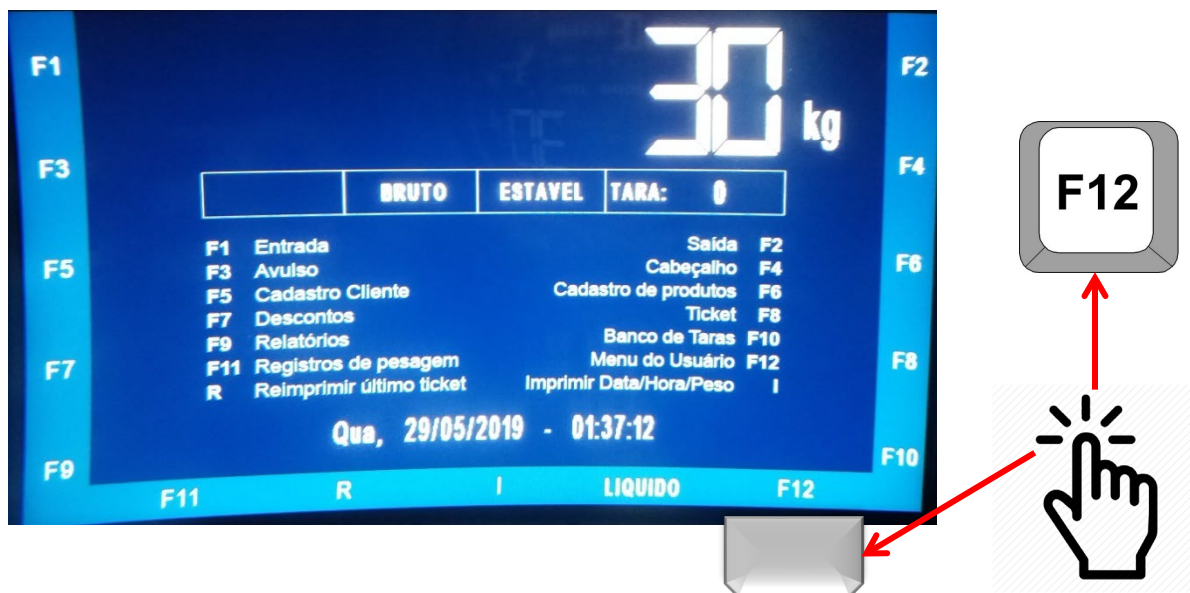 F1
F2
30 kg
F3
F4
F12
BRUTO ESTAVEL TARA: 0
F1 Entrada Saída F2
F3 Avulso Cabeçalho F4
F5
F6
F5 Cadastro Cliente Cadastro de produtos F6
F7 Descontos Ticket F8
F9 Relatórios Banco de Taras F10
F11 Registros de pesagem Menu do Usuário F12
F7
F8
R Reimprimir último ticket Imprimir Data/Hora/Peso I
Qua, 29/05/2019 - 01:37:12
F9
F10
F11 R I LIQUIDO F12